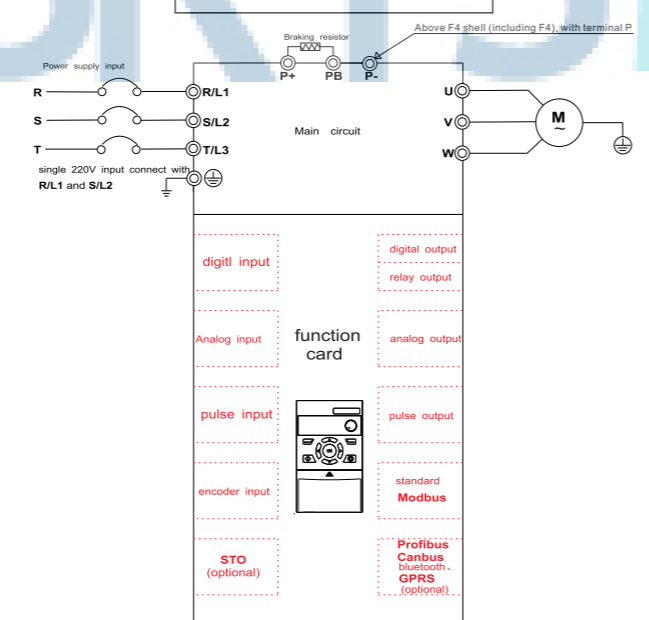 Above F4 shell (including F4), with terminal P
Braking resistor
P+ PB P-
Power supply input
R R/L1
S S/L2
T T/L3
single 220V input connect with
R/L1 and S/L2
Main circuit
U
V
W
M
~
digitl input
digital output
relay output
Analog input
function
card
analog output
pulse input
pulse output
encoder input
standard
Modbus
STO
(optional)
Profibus
Canbus
bluetooth、
GPRS
(optional)